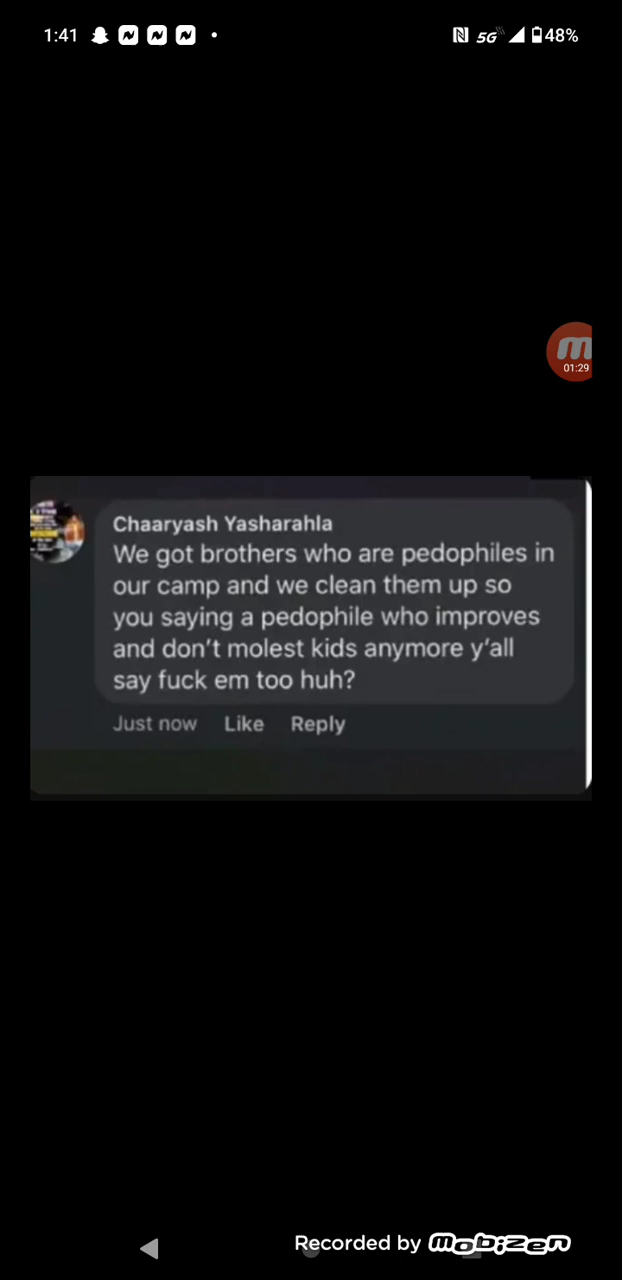 1:41
5G
48%
m
01:29
Chaaryash Yasharahla
We got brothers who are pedophiles in
our camp and we clean them up so
you saying a pedophile who improves
and don't molest kids anymore y'all
say fuck em too huh?
Just now Like Reply
Recorded by mobizen